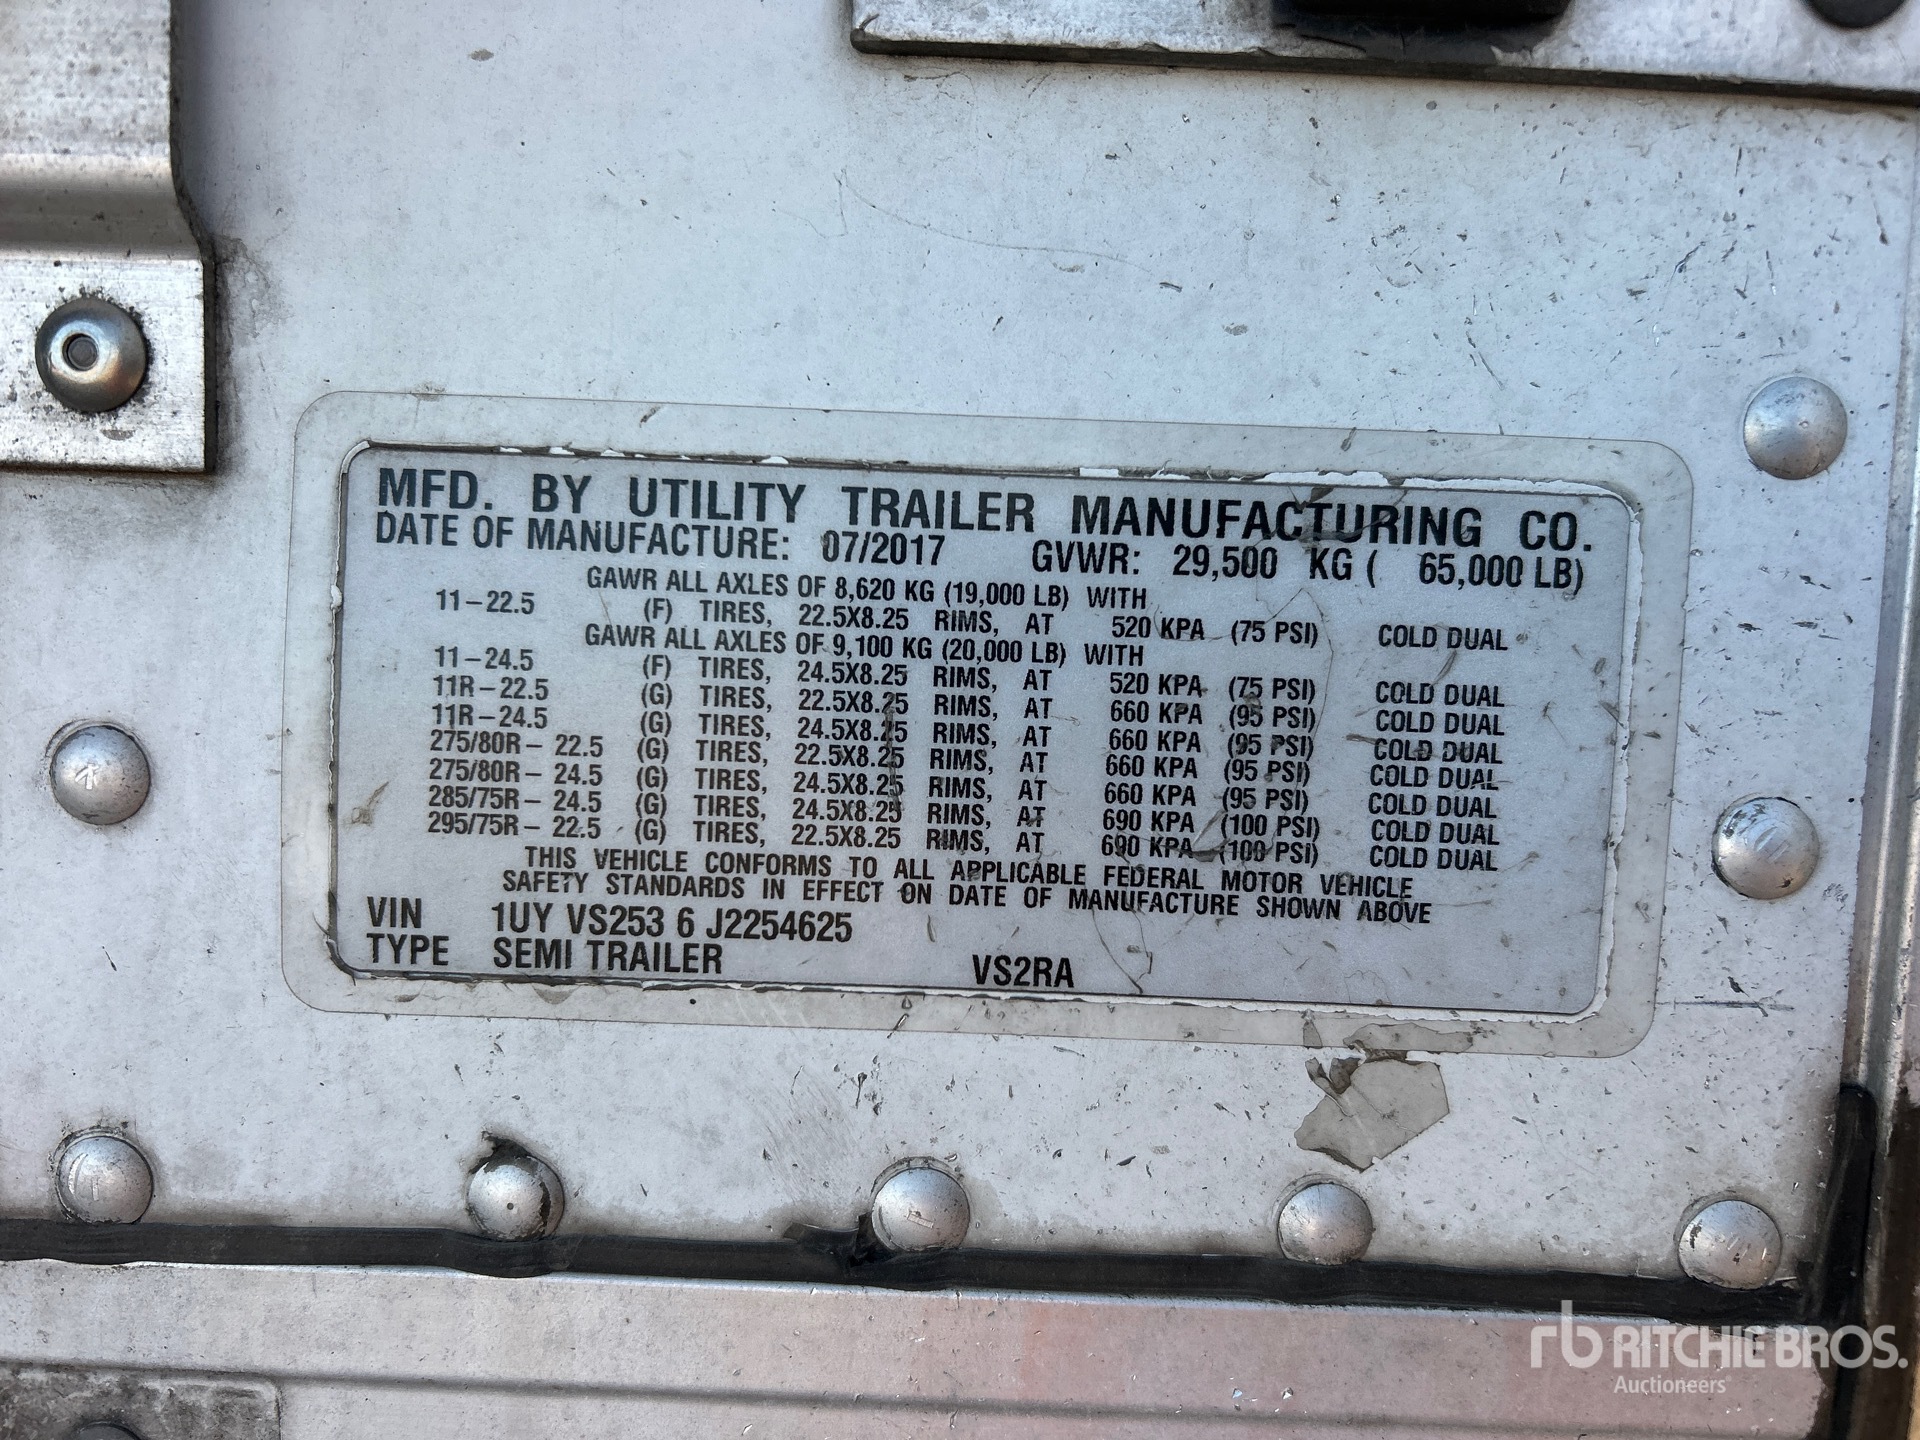 MFD. BY UTILITY TRAILER MANUFACTURING CO.
DATE OF MANUFACTURE: 07/2017 GVWR: 29,500 KG ( 65,000 LB)
GAWR ALL AXLES OF 8,620 KG (19,000 LB) WITH
11-22.5 (F) TIRES, 22.5X8.25 RIMS, AT 520 KPA (75 PSI) COLD DUAL
GAWR ALL AXLES OF 9,100 KG (20,000 LB) WITH
11-24.5 (F) TIRES, 24.5X8.25 RIMS, AT 520 KPA (75 PSI) COLD DUAL
11R-22.5 (G) TIRES, 22.5X8.25 RIMS, AT 660 KPA (95 PSI) COLD DUAL
11R-24.5 (G) TIRES, 24.5X8.25 RIMS, AT 660 KPA (95 PSI) COLD DUAL
275/80R-22.5 (G) TIRES, 22.5X8.25 RIMS, AT 660 KPA (95 PSI) COLD DUAL
275/80R-24.5 (G) TIRES, 24.5X8.25 RIMS, AT 660 KPA (95 PSI) COLD DUAL
285/75R-24.5 (G) TIRES, 24.5X8.25 RIMS, AT 690 KPA (100 PSI) COLD DUAL
295/75R-22.5 (G) TIRES, 22.5X8.25 RIMS, AT 690 KPA (100 PSI) COLD DUAL
THIS VEHICLE CONFORMS TO ALL APPLICABLE FEDERAL MOTOR VEHICLE
SAFETY STANDARDS IN EFFECT ON DATE OF MANUFACTURE SHOWN ABOVE
VIN 1UY VS253 6 J2254625
TYPE SEMI TRAILER VS2RA
rb RITCHIE BROS.
Auctioneers